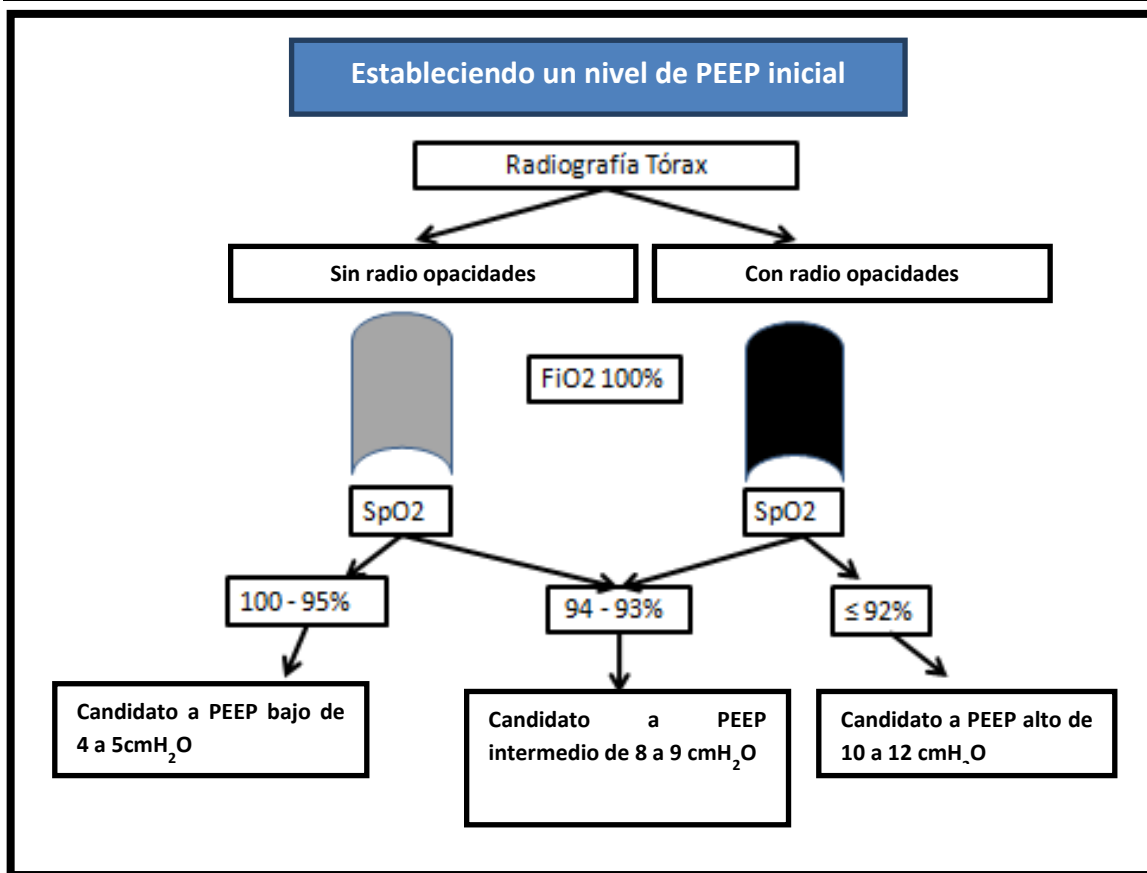 Estableciendo un nivel de PEEP inicial
Radiografía Tórax
Sin radio opacidades
Con radio opacidades
FiO2 100%
SpO2
SpO2
100 - 95%
94 - 93%
≤ 92%
Candidato a PEEP bajo de
4 a 5cmH2O
Candidato a PEEP
intermedio de 8 a 9 cmH2O
Candidato a PEEP alto de
10 a 12 cmH2O